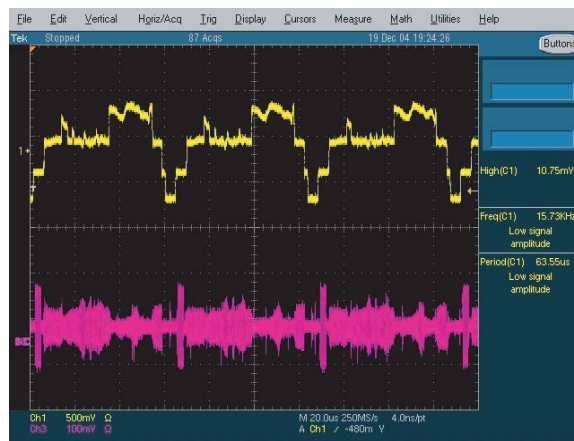 File Edit Vertical Horiz/Acq Trig Display Cursors Measure Math Utilities Help
Tek Stopped 87 Acqs 19 Dec 04 19:24:26
Buttons
1
High(C1) 10.75mV
Freq(C1) 15.73KHz
Low signal
amplitude
Period(C1) 63.55us
Low signal
amplitude
Ch1 500mV Ω
Ch3 100mV Ω
M 20.0us 250MS/s 4.0ns/pt
A Ch1 -480m V